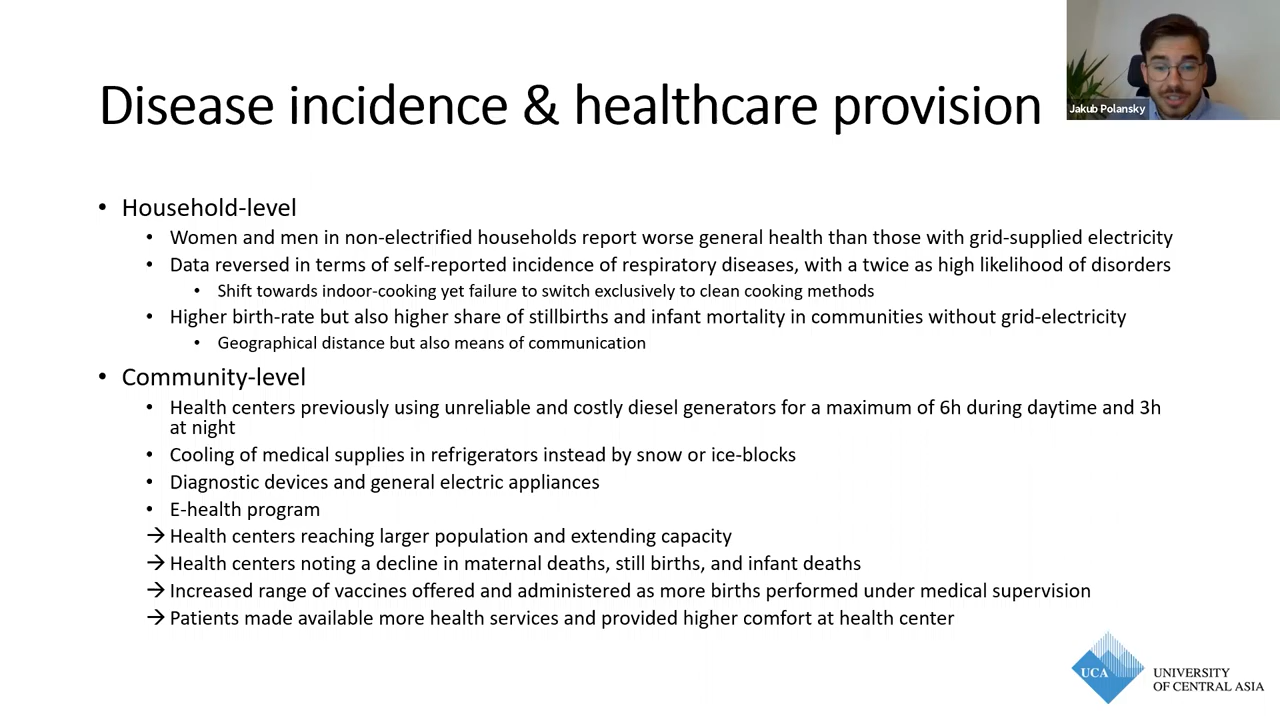 Disease incidence & healthcare provision
Jakub Polansky
• Household-level
• Women and men in non-electrified households report worse general health than those with grid-supplied electricity
• Data reversed in terms of self-reported incidence of respiratory diseases, with a twice as high likelihood of disorders
• Shift towards indoor-cooking yet failure to switch exclusively to clean cooking methods
• Higher birth-rate but also higher share of stillbirths and infant mortality in communities without grid-electricity
• Geographical distance but also means of communication
• Community-level
• Health centers previously using unreliable and costly diesel generators for a maximum of 6h during daytime and 3h
at night
• Cooling of medical supplies in refrigerators instead by snow or ice-blocks
• Diagnostic devices and general electric appliances
• E-health program
→ Health centers reaching larger population and extending capacity
→ Health centers noting a decline in maternal deaths, still births, and infant deaths
→ Increased range of vaccines offered and administered as more births performed under medical supervision
→ Patients made available more health services and provided higher comfort at health center
UCA
UNIVERSITY
OF CENTRAL ASIA